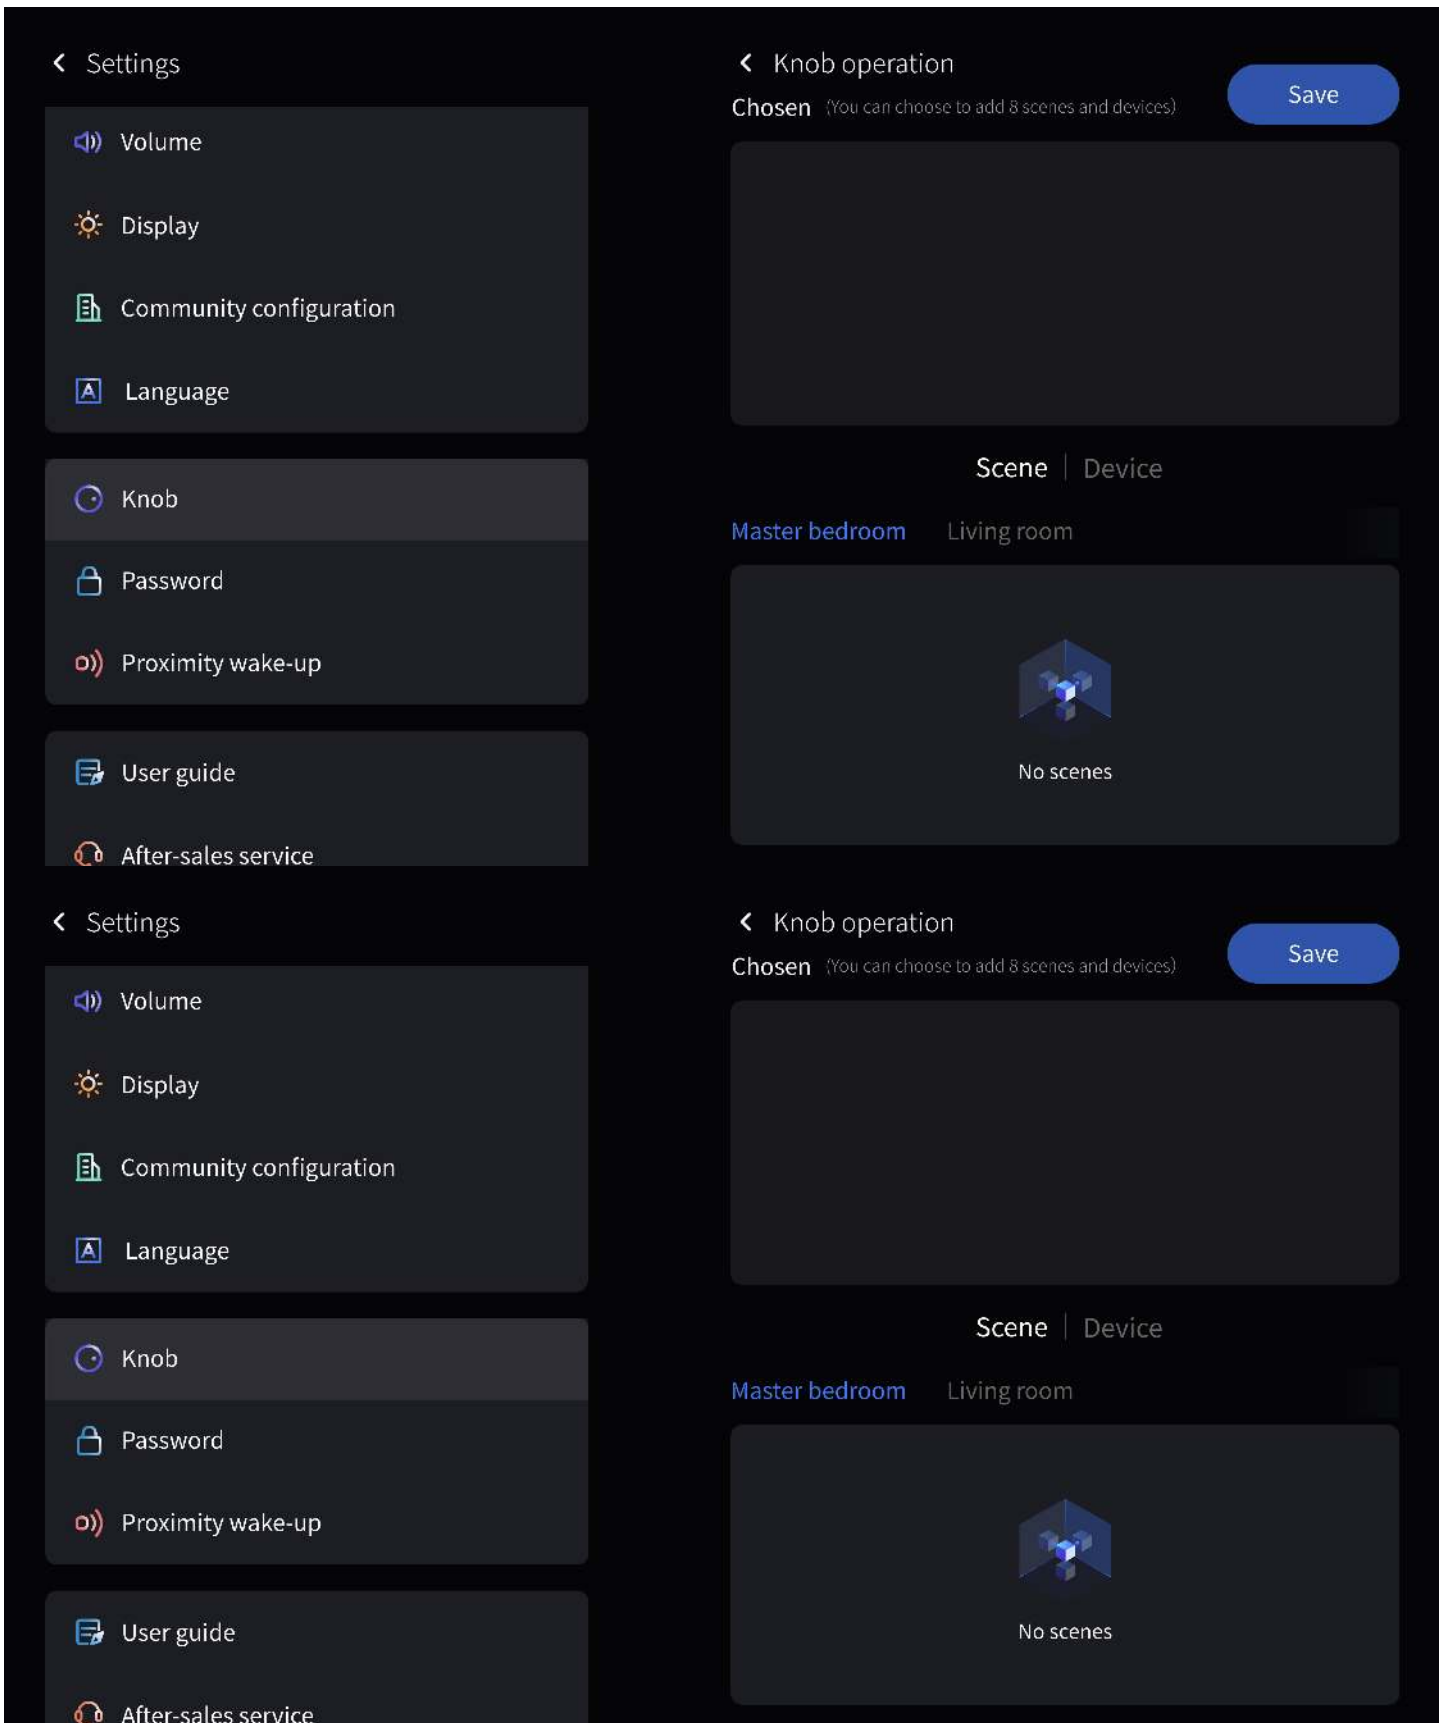 Settings
Volume
Display
Community configuration
Language
Knob
Password
Proximity wake-up
User guide
After-sales service
Knob operation
Chosen (You can choose to add 8 scenes and devices)
Save
Scene | Device
Master bedroom Living room
No scenes
Settings
Volume
Display
Community configuration
Language
Knob
Password
Proximity wake-up
User guide
After-sales service
Knob operation
Chosen (You can choose to add 8 scenes and devices)
Save
Scene | Device
Master bedroom Living room
No scenes